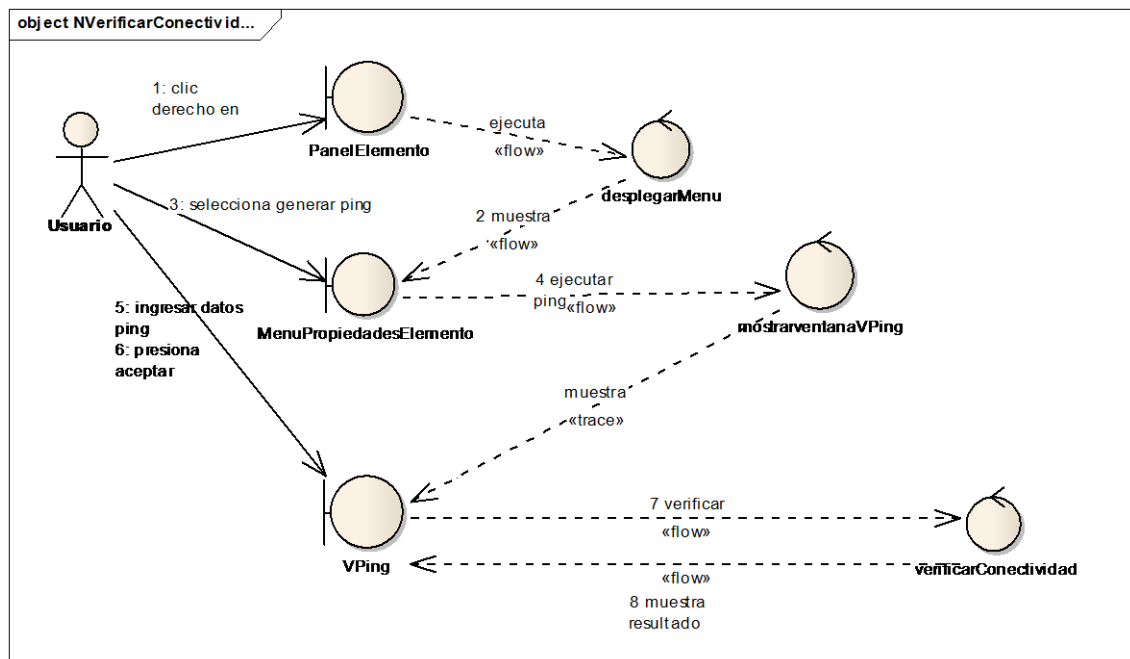 object NVerificarConectivid...
1: clic
derecho en
ejecuta
«flow»
PanelElemento
desplegarMenu
Usuario
3: selecciona generar ping
2 muestra
«flow»
4 ejecutar
ping
«flow»
MenuPropiedadesElemento
mostrarventanaVPing
5: ingresar datos
ping
6: presiona
aceptar
muestra
«trace»
7 verificar
«flow»
VPing
verificarConectividad
«flow»
8 muestra
resultado